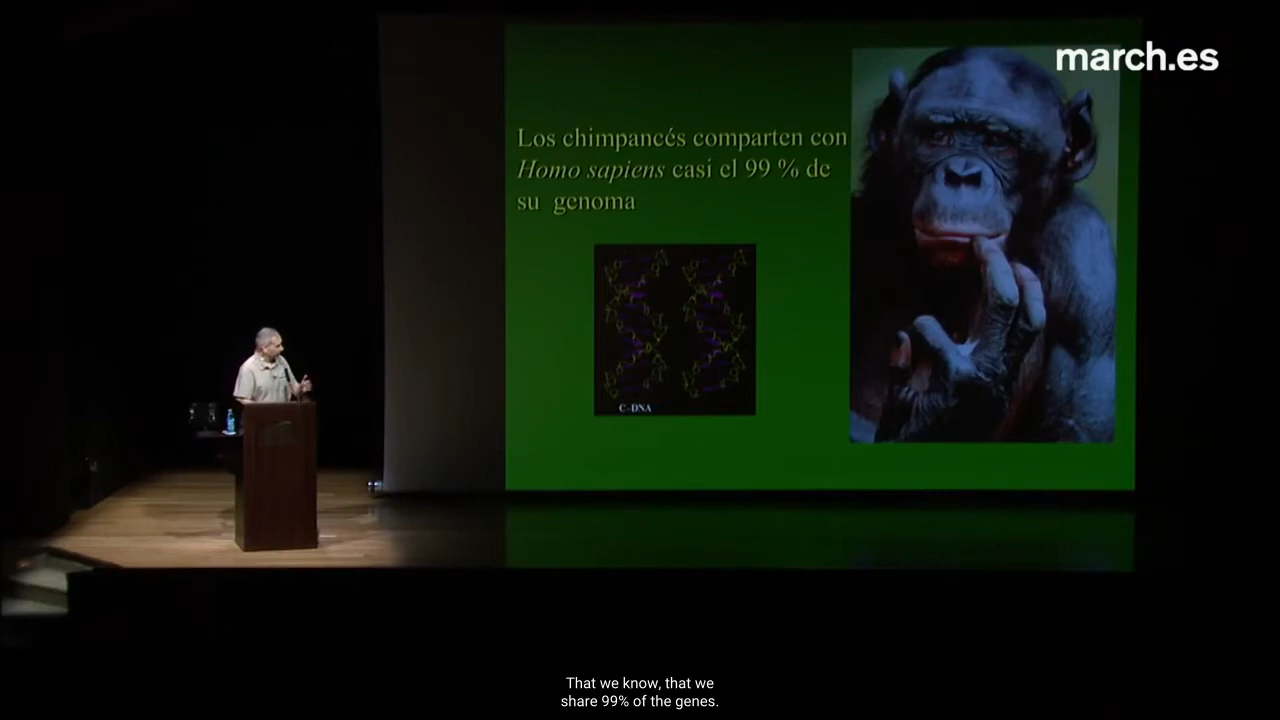 march.es
Los chimpancés comparten con
Homo sapiens casi el 99 % de
su genoma
C-DNA
That we know, that we
share 99% of the genes.